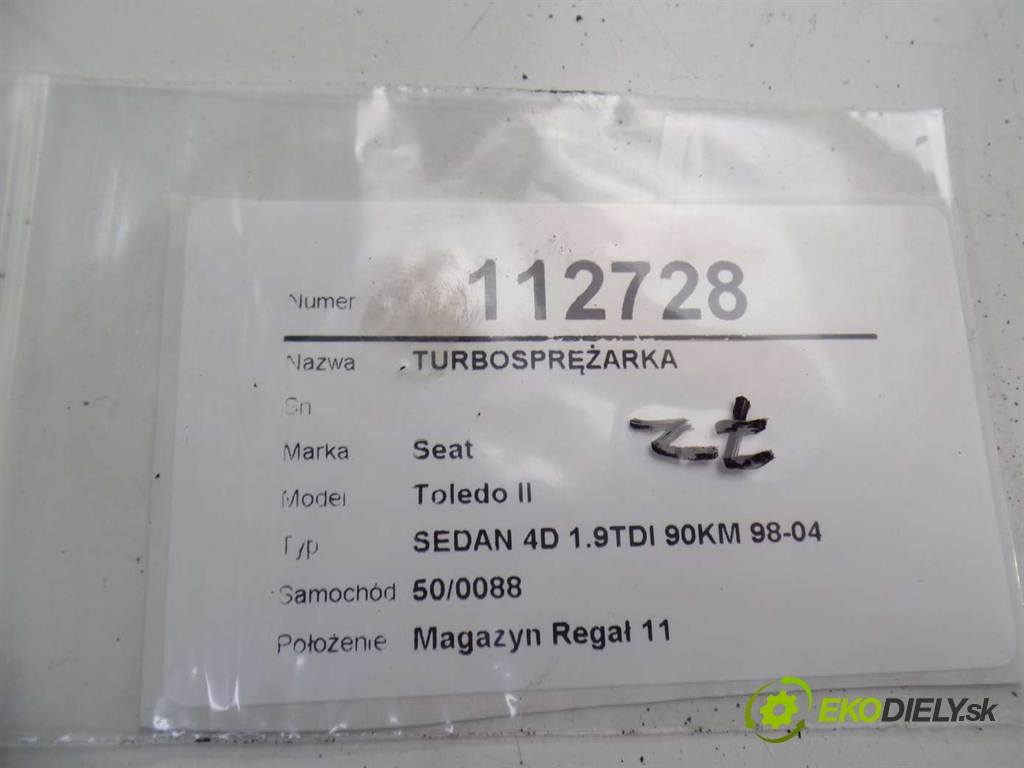 Numer 112728
Nazwa TURBOSPRĘŻARKA
Sn
Marka Seat
Model Toledo II
Typ SEDAN 4D 1.9TDI 90KM 98-04
Samochód 50/0088
Położenie Magazyn Regał 11
EKODIELY.sk